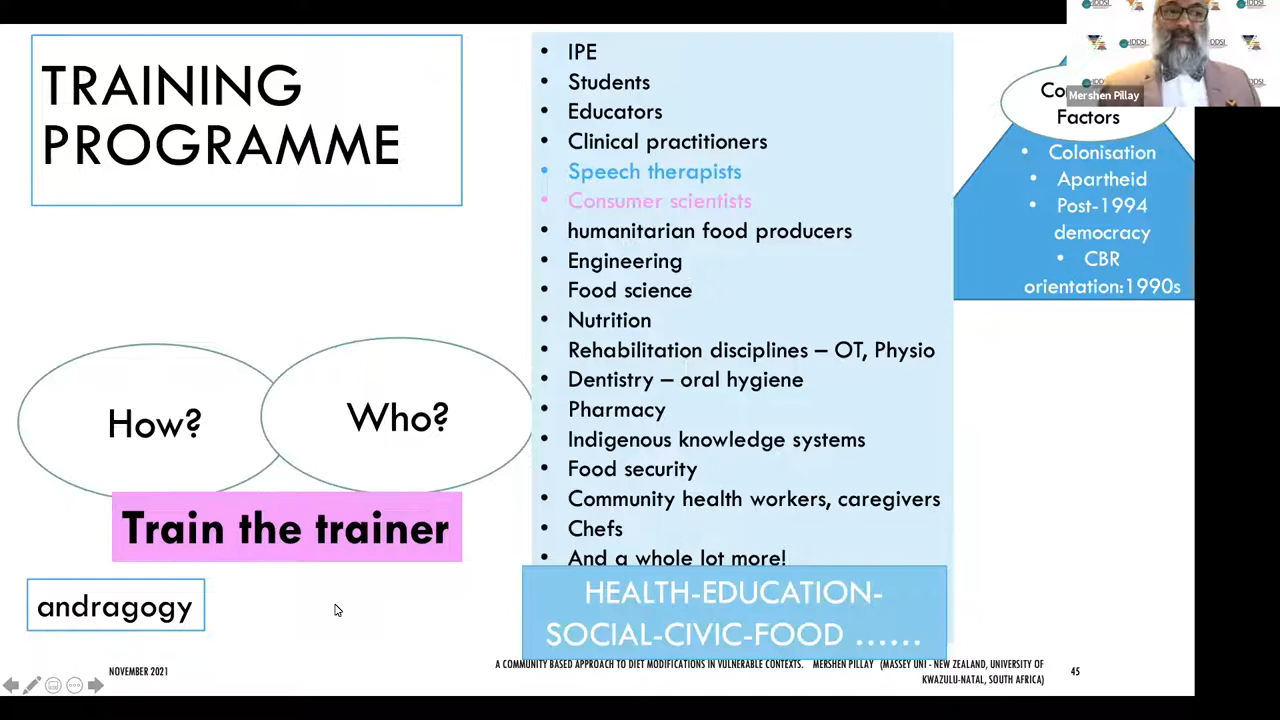 TRAINING
PROGRAMME
IPE
Students
Educators
Clinical practitioners
Speech therapists
Consumer scientists
humanitarian food producers
Engineering
Food science
Nutrition
Rehabilitation disciplines – OT, Physio
Dentistry – oral hygiene
Pharmacy
Indigenous knowledge systems
Food security
Community health workers, caregivers
Chefs
And a whole lot more!
HEALTH-EDUCATION-
SOCIAL-CIVIC-FOOD ......
IDDSI
Mershen Pillay
Factors
Colonisation
Apartheid
Post-1994
democracy
CBR
orientation:1990s
How?
Who?
Train the trainer
andragogy
NOVEMBER 2021
A COMMUNITY BASED APPROACH TO DIET MODIFICATIONS IN VULNERABLE CONTEXTS. MERSHEN PILLAY (MASSEY UNI - NEW ZEALAND, UNIVERSITY OF
KWAZULU-NATAL, SOUTH AFRICA)
45